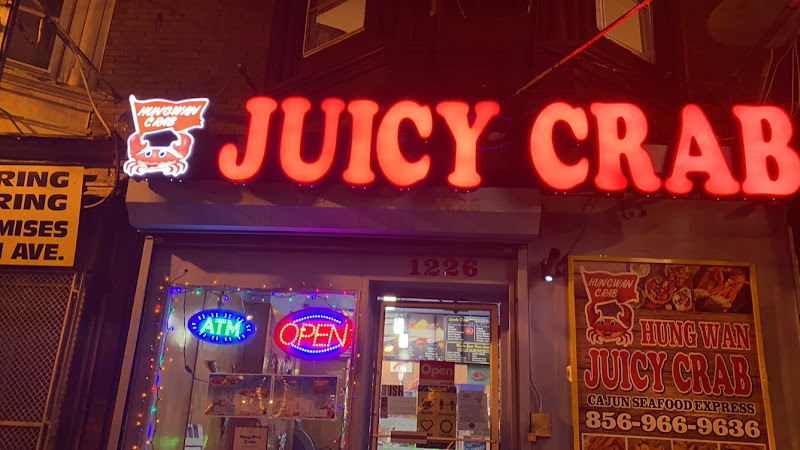 HUNGWAN
CRAB
JUICY CRAB
RING
RING
MISES
AVE.
1226
ATM
OPEN
Open
HUNGWAN
CRAB
HUNG WAN
JUICY CRAB
CAJUN SEAFOOD EXPRESS
856-966-9636